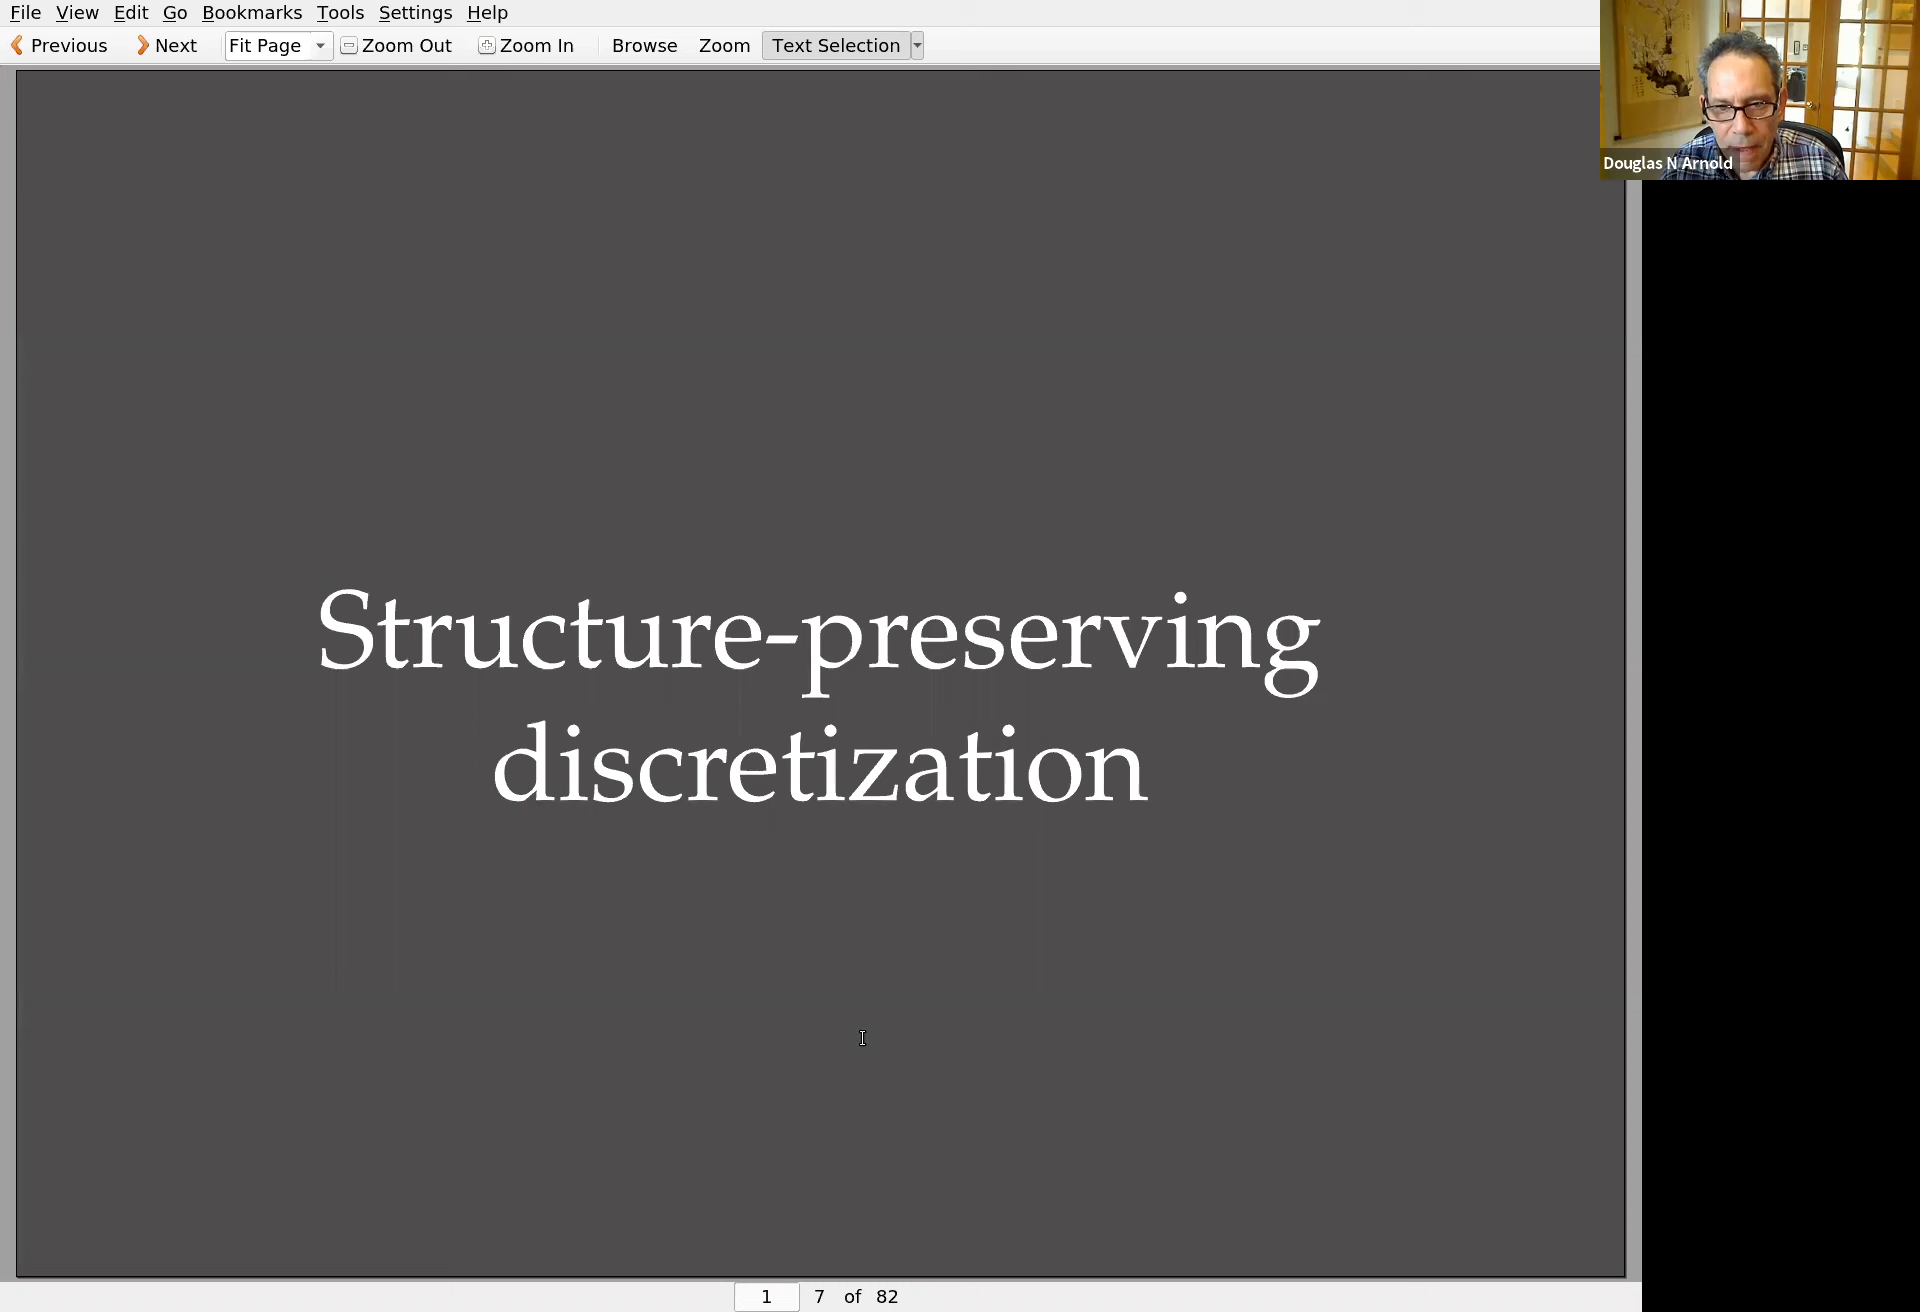 File View Edit Go Bookmarks Tools Settings Help
Previous Next Fit Page Zoom Out Zoom In Browse Zoom Text Selection
Douglas N Arnold
Structure-preserving
discretization
1 7 of 82